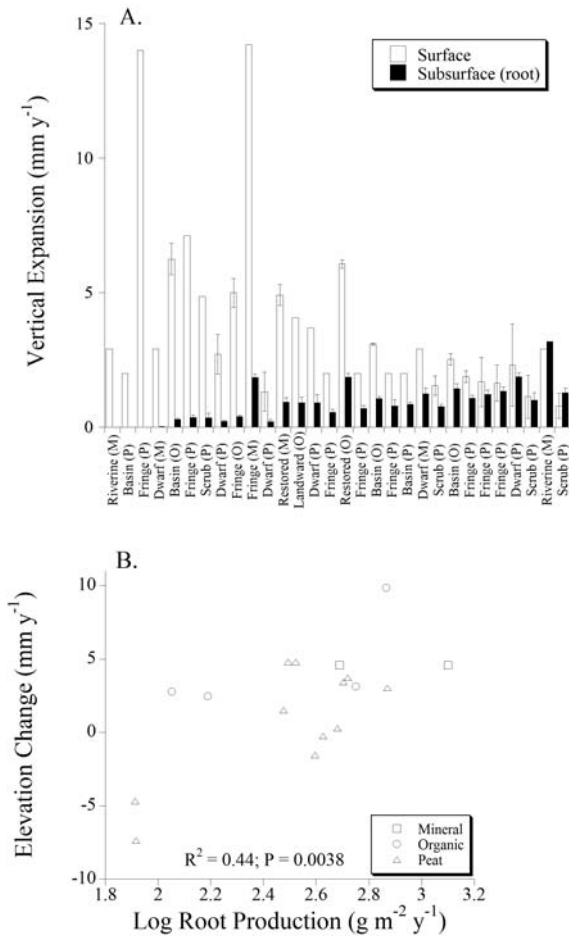 A.
Surface
Subsurface (root)
Vertical Expansion (mm y⁻¹)
15
10
5
0
Riverine (M)
Basin (P)
Fringe (P)
Dwarf (M)
Basin (O)
Fringe (P)
Scrub (P)
Dwarf (P)
Fringe (O)
Fringe (M)
Dwarf (P)
Restored (M)
Landward (O)
Dwarf (P)
Fringe (P)
Restored (O)
Fringe (P)
Basin (O)
Fringe (P)
Basin (P)
Dwarf (M)
Scrub (P)
Basin (O)
Fringe (P)
Fringe (P)
Fringe (P)
Dwarf (P)
Scrub (P)
Riverine (M)
Scrub (P)
B.
Elevation Change (mm y⁻¹)
10
5
0
-5
-10
Mineral
Organic
Peat
R² = 0.44; P = 0.0038
1.8 2 2.2 2.4 2.6 2.8 3 3.2
Log Root Production (g m⁻² y⁻¹)